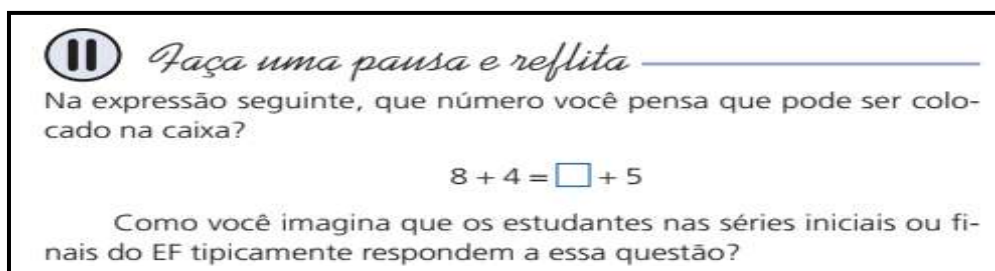 Faça uma pausa e reflita
Na expressão seguinte, que número você pensa que pode ser colo-
cado na caixa?
8 + 4 = □ + 5
Como você imagina que os estudantes nas séries iniciais ou fi-
nais do EF tipicamente respondem a essa questão?